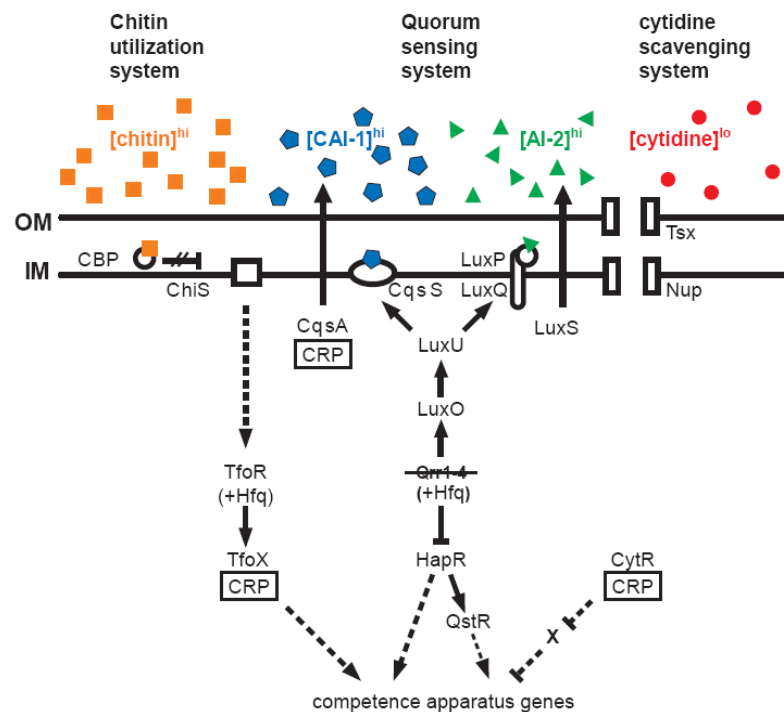 Chitin
utilization
system
Quorum
sensing
system
cytidine
scavenging
system
[chitin]hi
[CAI-1]hi
[AI-2]hi
[cytidine]lo
OM
Tsx
CBP
LuxP
IM
ChiS
CqsS
LuxQ
Nup
CqsA
LuxS
CRP
LuxU
LuxO
TfoR
(+Hfq)
Qrr1-4
(+Hfq)
TfoX
CRP
HapR
CytR
CRP
QstR
X
competence apparatus genes